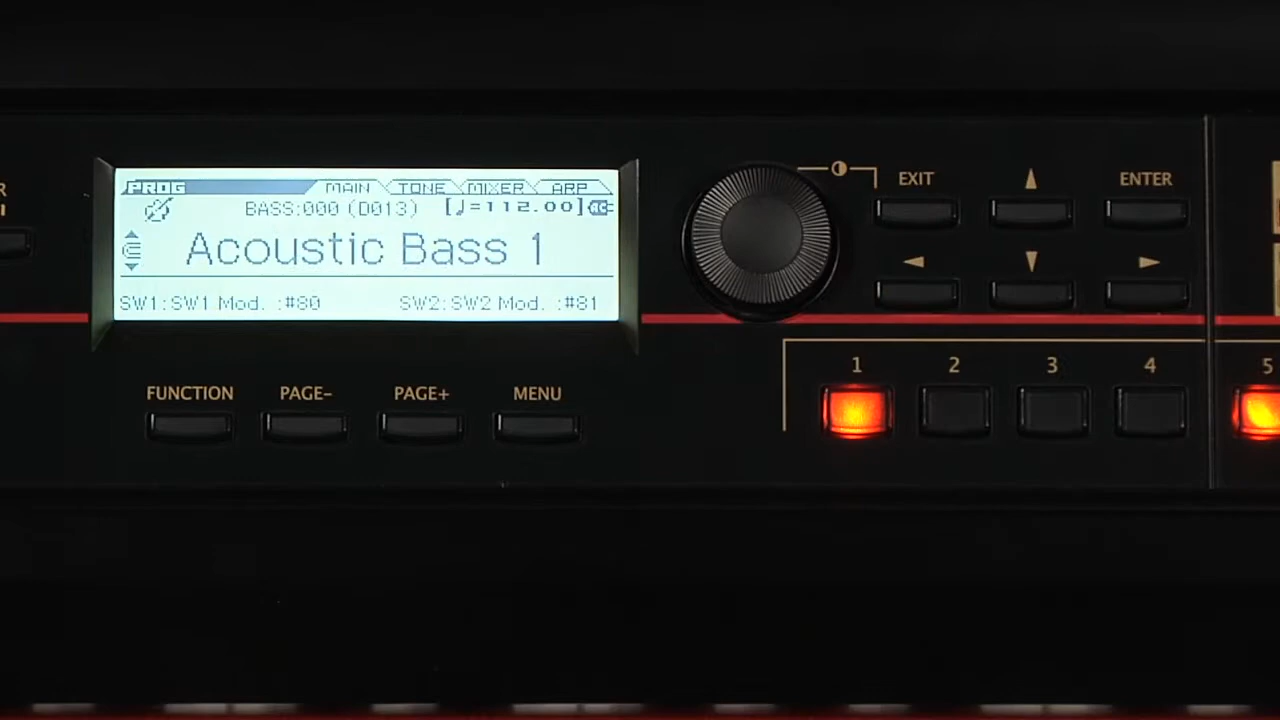 PROG MAIN TONE MIXER ARP
BASS:000 (D013) [♩=112.00]
Acoustic Bass 1
SW1:SW1 Mod. :#80 SW2:SW2 Mod. :#81
EXIT ENTER
FUNCTION PAGE- PAGE+ MENU
1 2 3 4 5